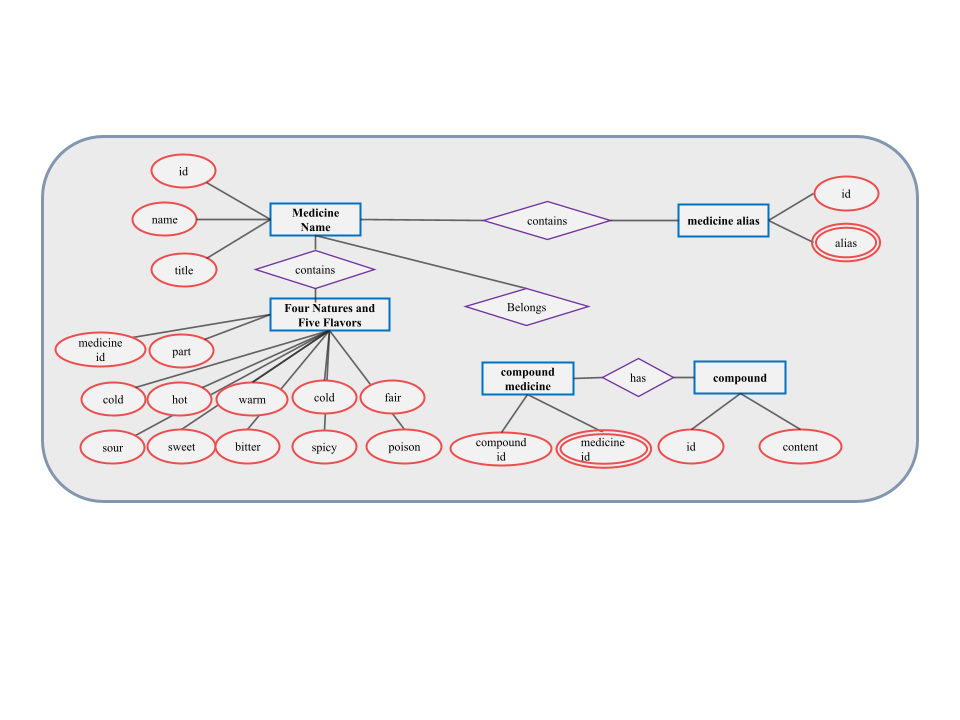 id
name
Medicine
Name
contains
medicine alias
id
alias
title
contains
Belongs
Four Natures and
Five Flavors
medicine
id
part
compound
medicine
has
compound
cold
hot
warm
cold
fair
sour
sweet
bitter
spicy
poison
compound
id
medicine
id
id
content